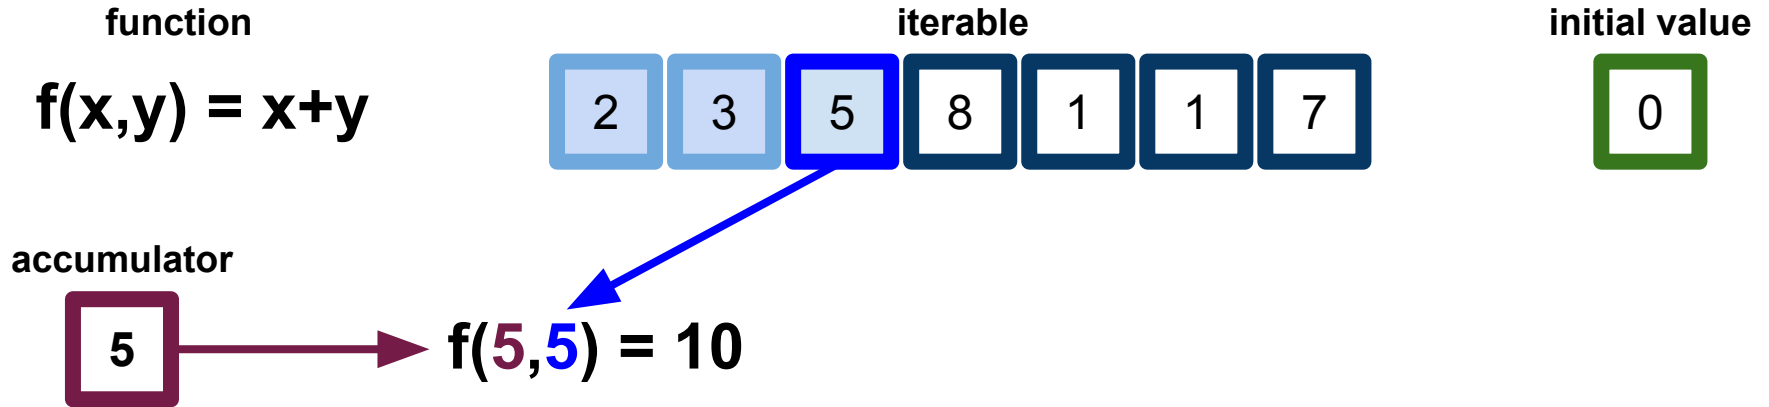 function
iterable
initial value
f(x,y) = x+y
2 3 5 8 1 1 7
0
accumulator
5
f(5,5) = 10